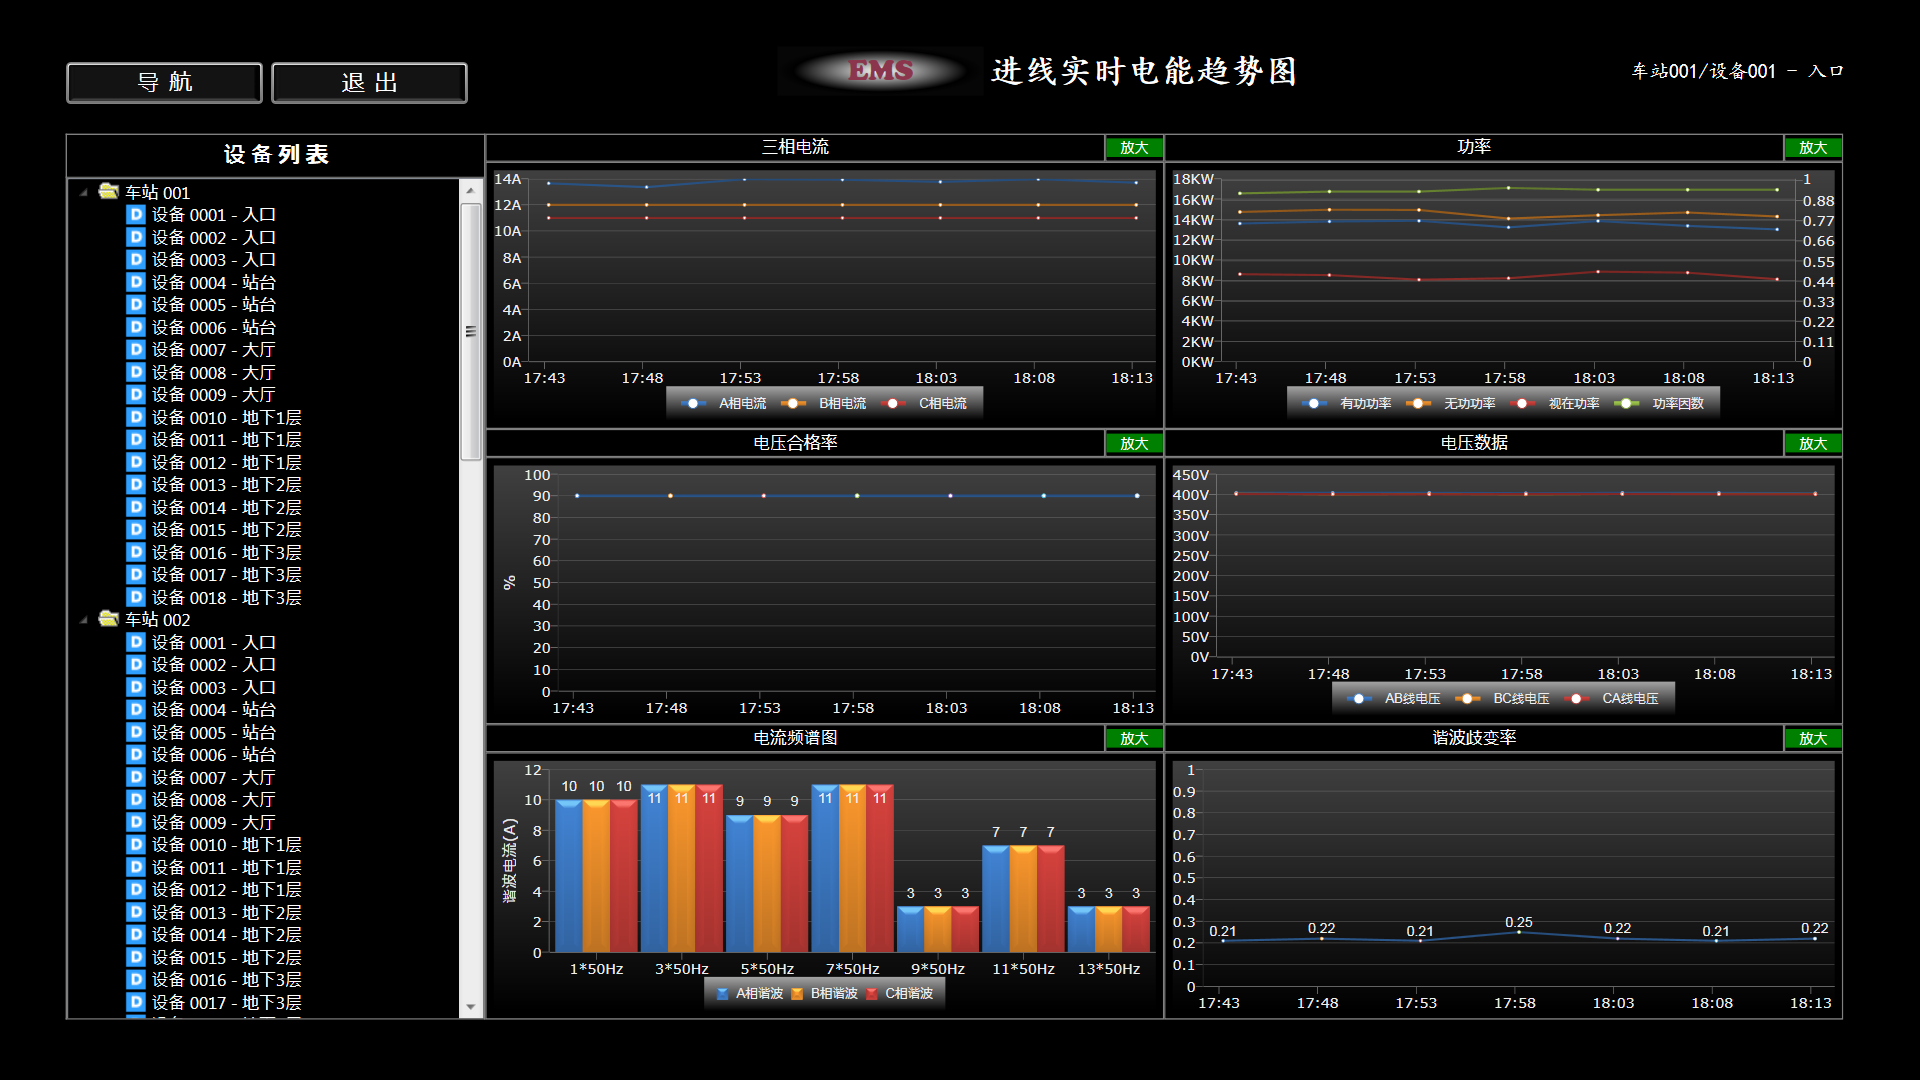 导 航
退 出
EMS
进线实时电能趋势图
车站001/设备001 - 入口
设 备 列 表
车站 001
设备 0001 - 入口
设备 0002 - 入口
设备 0003 - 入口
设备 0004 - 站台
设备 0005 - 站台
设备 0006 - 站台
设备 0007 - 大厅
设备 0008 - 大厅
设备 0009 - 大厅
设备 0010 - 地下1层
设备 0011 - 地下1层
设备 0012 - 地下1层
设备 0013 - 地下2层
设备 0014 - 地下2层
设备 0015 - 地下2层
设备 0016 - 地下3层
设备 0017 - 地下3层
设备 0018 - 地下3层
车站 002
设备 0001 - 入口
设备 0002 - 入口
设备 0003 - 入口
设备 0004 - 站台
设备 0005 - 站台
设备 0006 - 站台
设备 0007 - 大厅
设备 0008 - 大厅
设备 0009 - 大厅
设备 0010 - 地下1层
设备 0011 - 地下1层
设备 0012 - 地下1层
设备 0013 - 地下2层
设备 0014 - 地下2层
设备 0015 - 地下2层
设备 0016 - 地下3层
设备 0017 - 地下3层
三相电流
放大
14A
12A
10A
8A
6A
4A
2A
0A
17:43 17:48 17:53 17:58 18:03 18:08 18:13
A相电流 B相电流 C相电流
功率
放大
18KW
16KW
14KW
12KW
10KW
8KW
6KW
4KW
2KW
0KW
1
0.88
0.77
0.66
0.55
0.44
0.33
0.22
0.11
0
17:43 17:48 17:53 17:58 18:03 18:08 18:13
有功功率 无功功率 视在功率 功率因数
电压合格率
放大
%
100
90
80
70
60
50
40
30
20
10
0
17:43 17:48 17:53 17:58 18:03 18:08 18:13
电压数据
放大
450V
400V
350V
300V
250V
200V
150V
100V
50V
0V
17:43 17:48 17:53 17:58 18:03 18:08 18:13
AB线电压 BC线电压 CA线电压
电流频谱图
放大
谐波电流(A)
12
10
8
6
4
2
0
10 10 10 11 11 11 9 9 9 11 11 11 3 3 3 7 7 7 3 3 3
1*50Hz 3*50Hz 5*50Hz 7*50Hz 9*50Hz 11*50Hz 13*50Hz
A相谐波 B相谐波 C相谐波
谐波歧变率
放大
1
0.9
0.8
0.7
0.6
0.5
0.4
0.3
0.2
0.1
0
0.21 0.22 0.21 0.25 0.22 0.21 0.22
17:43 17:48 17:53 17:58 18:03 18:08 18:13